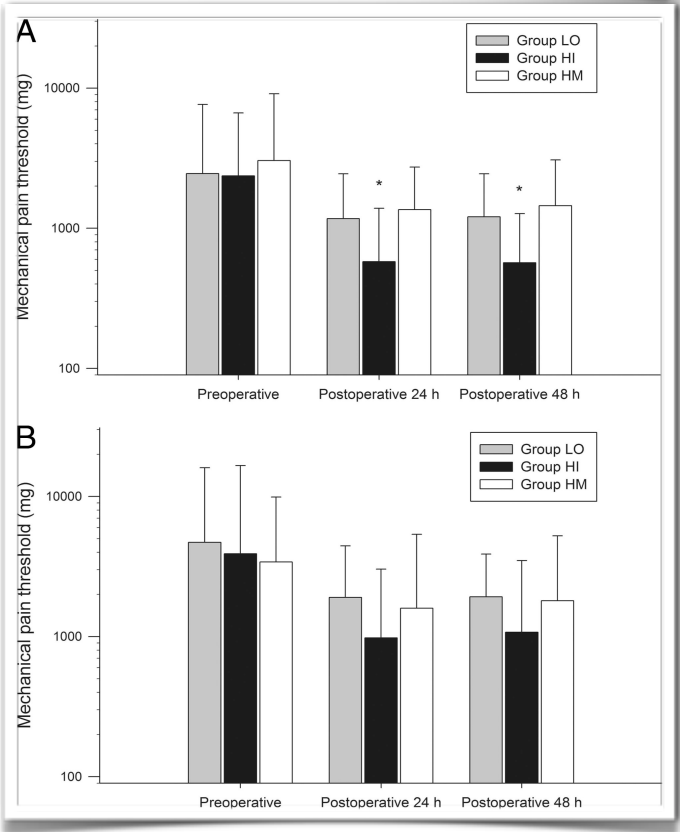 A
Mechanical pain threshold (mg)
10000
1000
100
Group LO
Group HI
Group HM
*
*
Preoperative
Postoperative 24 h
Postoperative 48 h
B
Mechanical pain threshold (mg)
10000
1000
100
Group LO
Group HI
Group HM
Preoperative
Postoperative 24 h
Postoperative 48 h